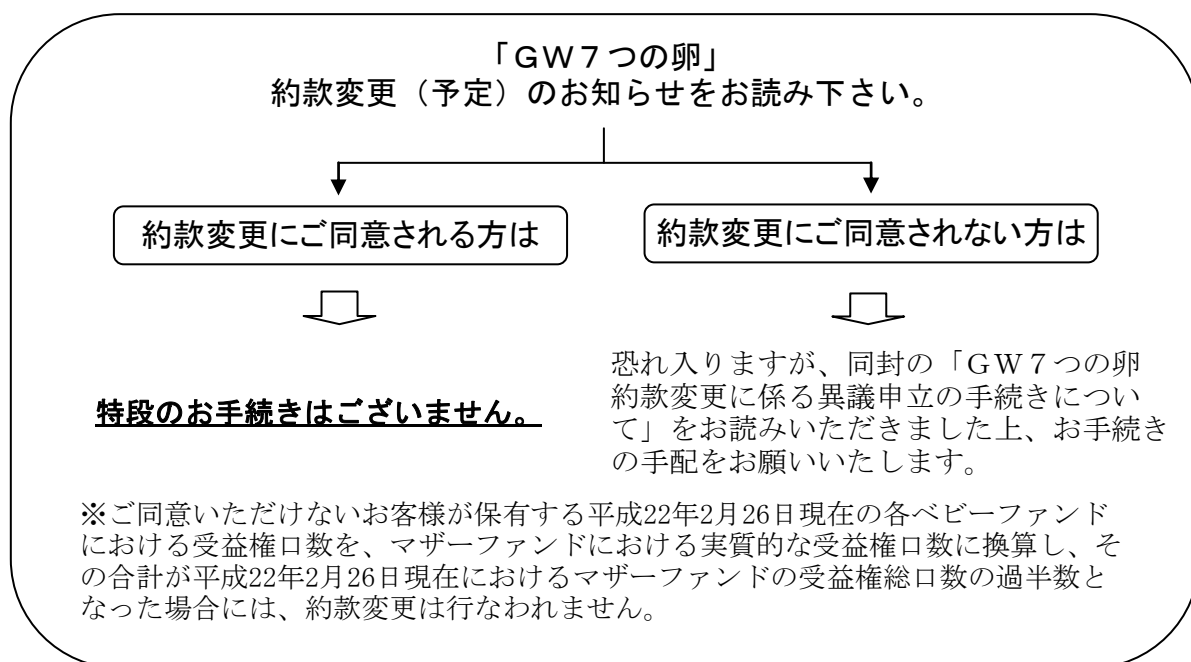 「ＧＷ７つの卵」
約款変更（予定）のお知らせをお読み下さい。
約款変更にご同意される方は
約款変更にご同意されない方は
特段のお手続きはございません。
恐れ入りますが、同封の「ＧＷ７つの卵
約款変更に係る異議申立の手続きについ
て」をお読みいただきました上、お手続き
の手配をお願いいたします。
※ご同意いただけないお客様が保有する平成22年2月26日現在の各ベビーファンド
における受益権口数を、マザーファンドにおける実質的な受益権口数に換算し、そ
の合計が平成22年2月26日現在におけるマザーファンドの受益権総口数の過半数と
なった場合には、約款変更は行なわれません。